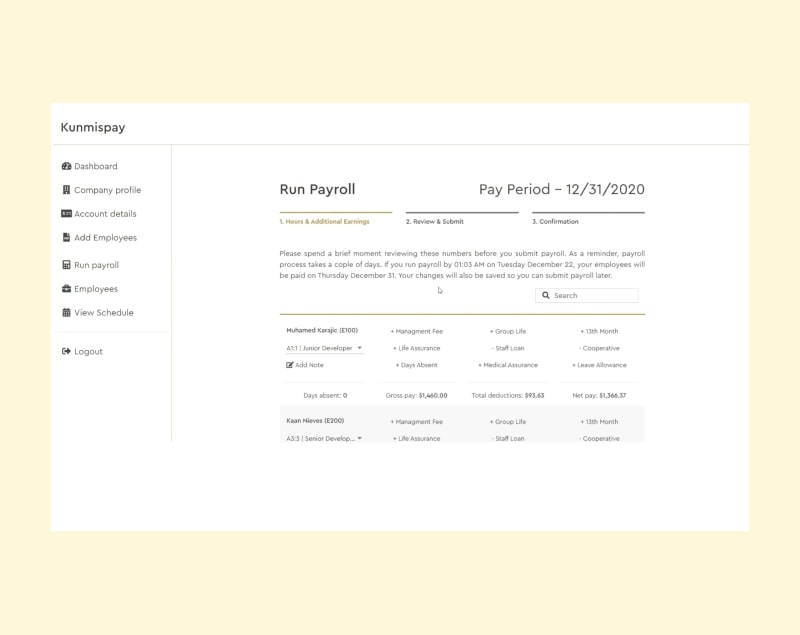 Kunmispay
Dashboard
Company profile
Account details
Add Employees
Run payroll
Employees
View Schedule
Logout
Run Payroll
Pay Period - 12/31/2020
1. Hours & Additional Earnings
2. Review & Submit
3. Confirmation
Please spend a brief moment reviewing these numbers before you submit payroll. As a reminder, payroll
process takes a cople of days. If you run payroll by 01:03 AM on Tuesday December 22, your employees will
be paid on Thursday December 31. Your changes will also be saved so you can submit payroll later.
Search
Muhamed Karajic (E100)
+ Managment Fee
+ Group Life
+ 13th Month
A1:1 | Junior Developer
+ Life Assurance
- Staff Loan
- Cooperative
Add Note
+ Days Absent
+ Medical Assurance
+ Leave Allowance
Days absent: 0
Gross pay: $1,460.00
Total deductions: $93.63
Net pay: $1,366.37
Kaan Nieves (E200)
+ Managment Fee
+ Group Life
+ 13th Month
A3:3 | Senior Develop...
+ Life Assurance
- Staff Loan
- Cooperative